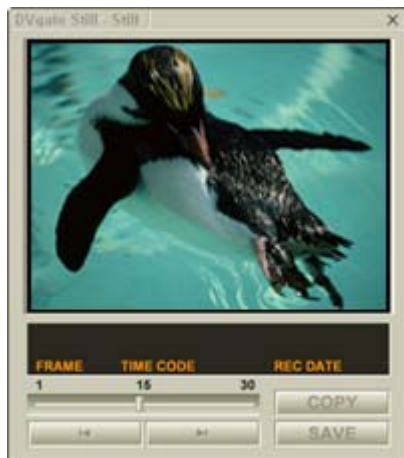 DVgate Still - Still
FRAME TIME CODE REC DATE
1 15 30
COPY
SAVE